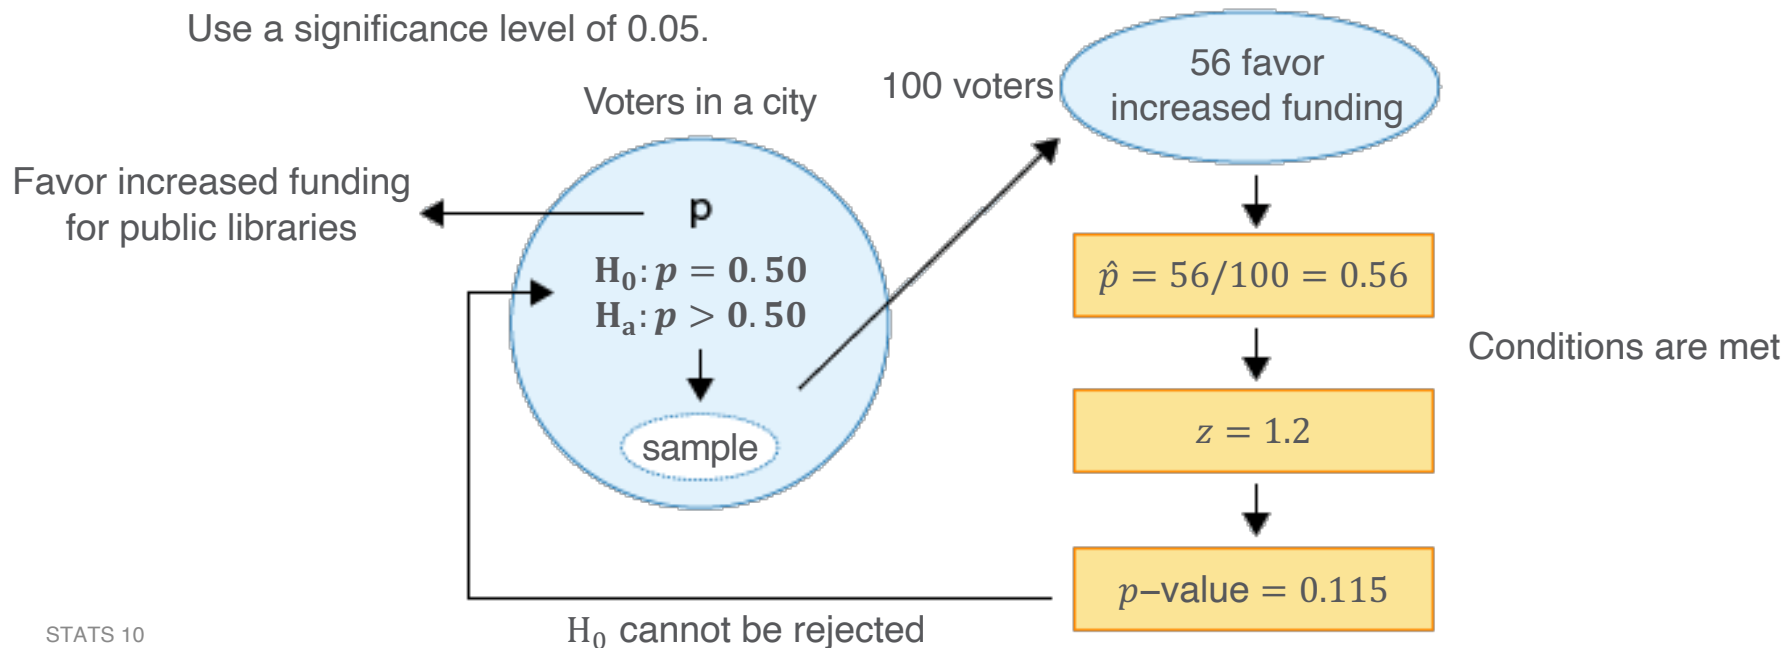 Use a significance level of 0.05.
Voters in a city
100 voters
56 favor
increased funding
Favor increased funding
for public libraries
p
H₀: p = 0.50
Hₐ: p > 0.50
sample
p̂ = 56/100 = 0.56
Conditions are met
z = 1.2
p–value = 0.115
H₀ cannot be rejected
STATS 10